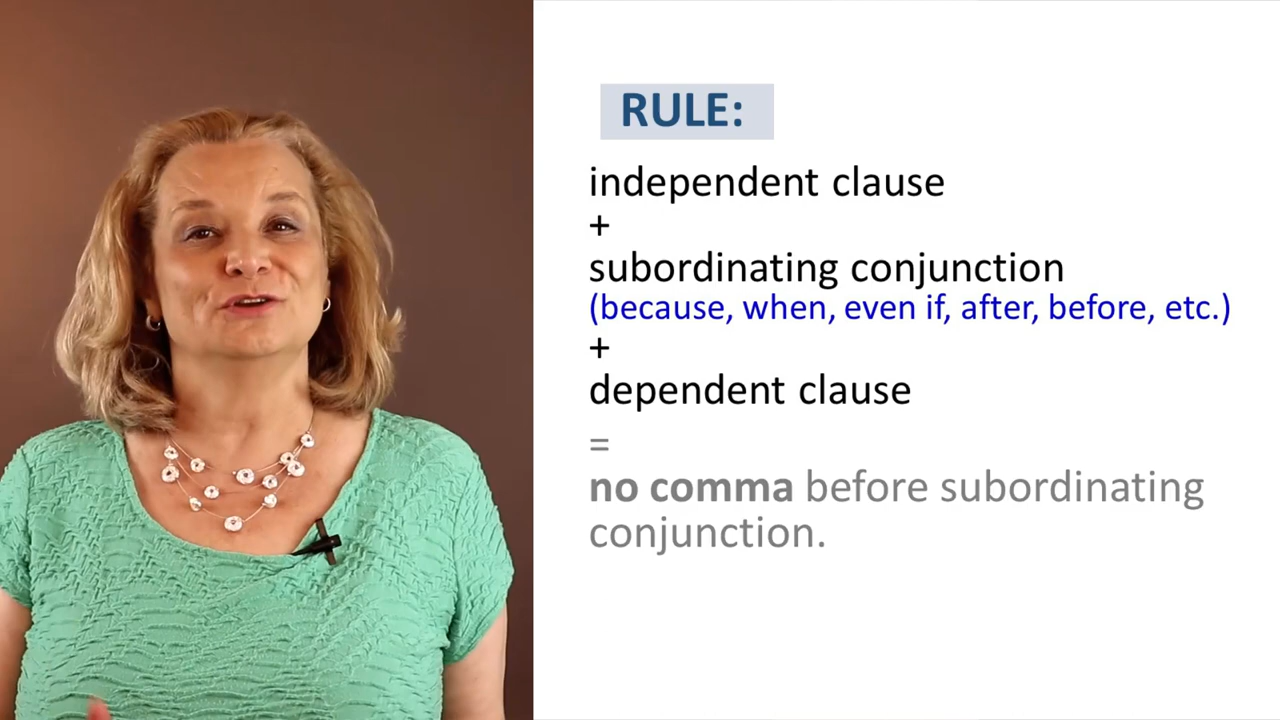 RULE:
independent clause
+
subordinating conjunction
(because, when, even if, after, before, etc.)
+
dependent clause
=
no comma before subordinating
conjunction.